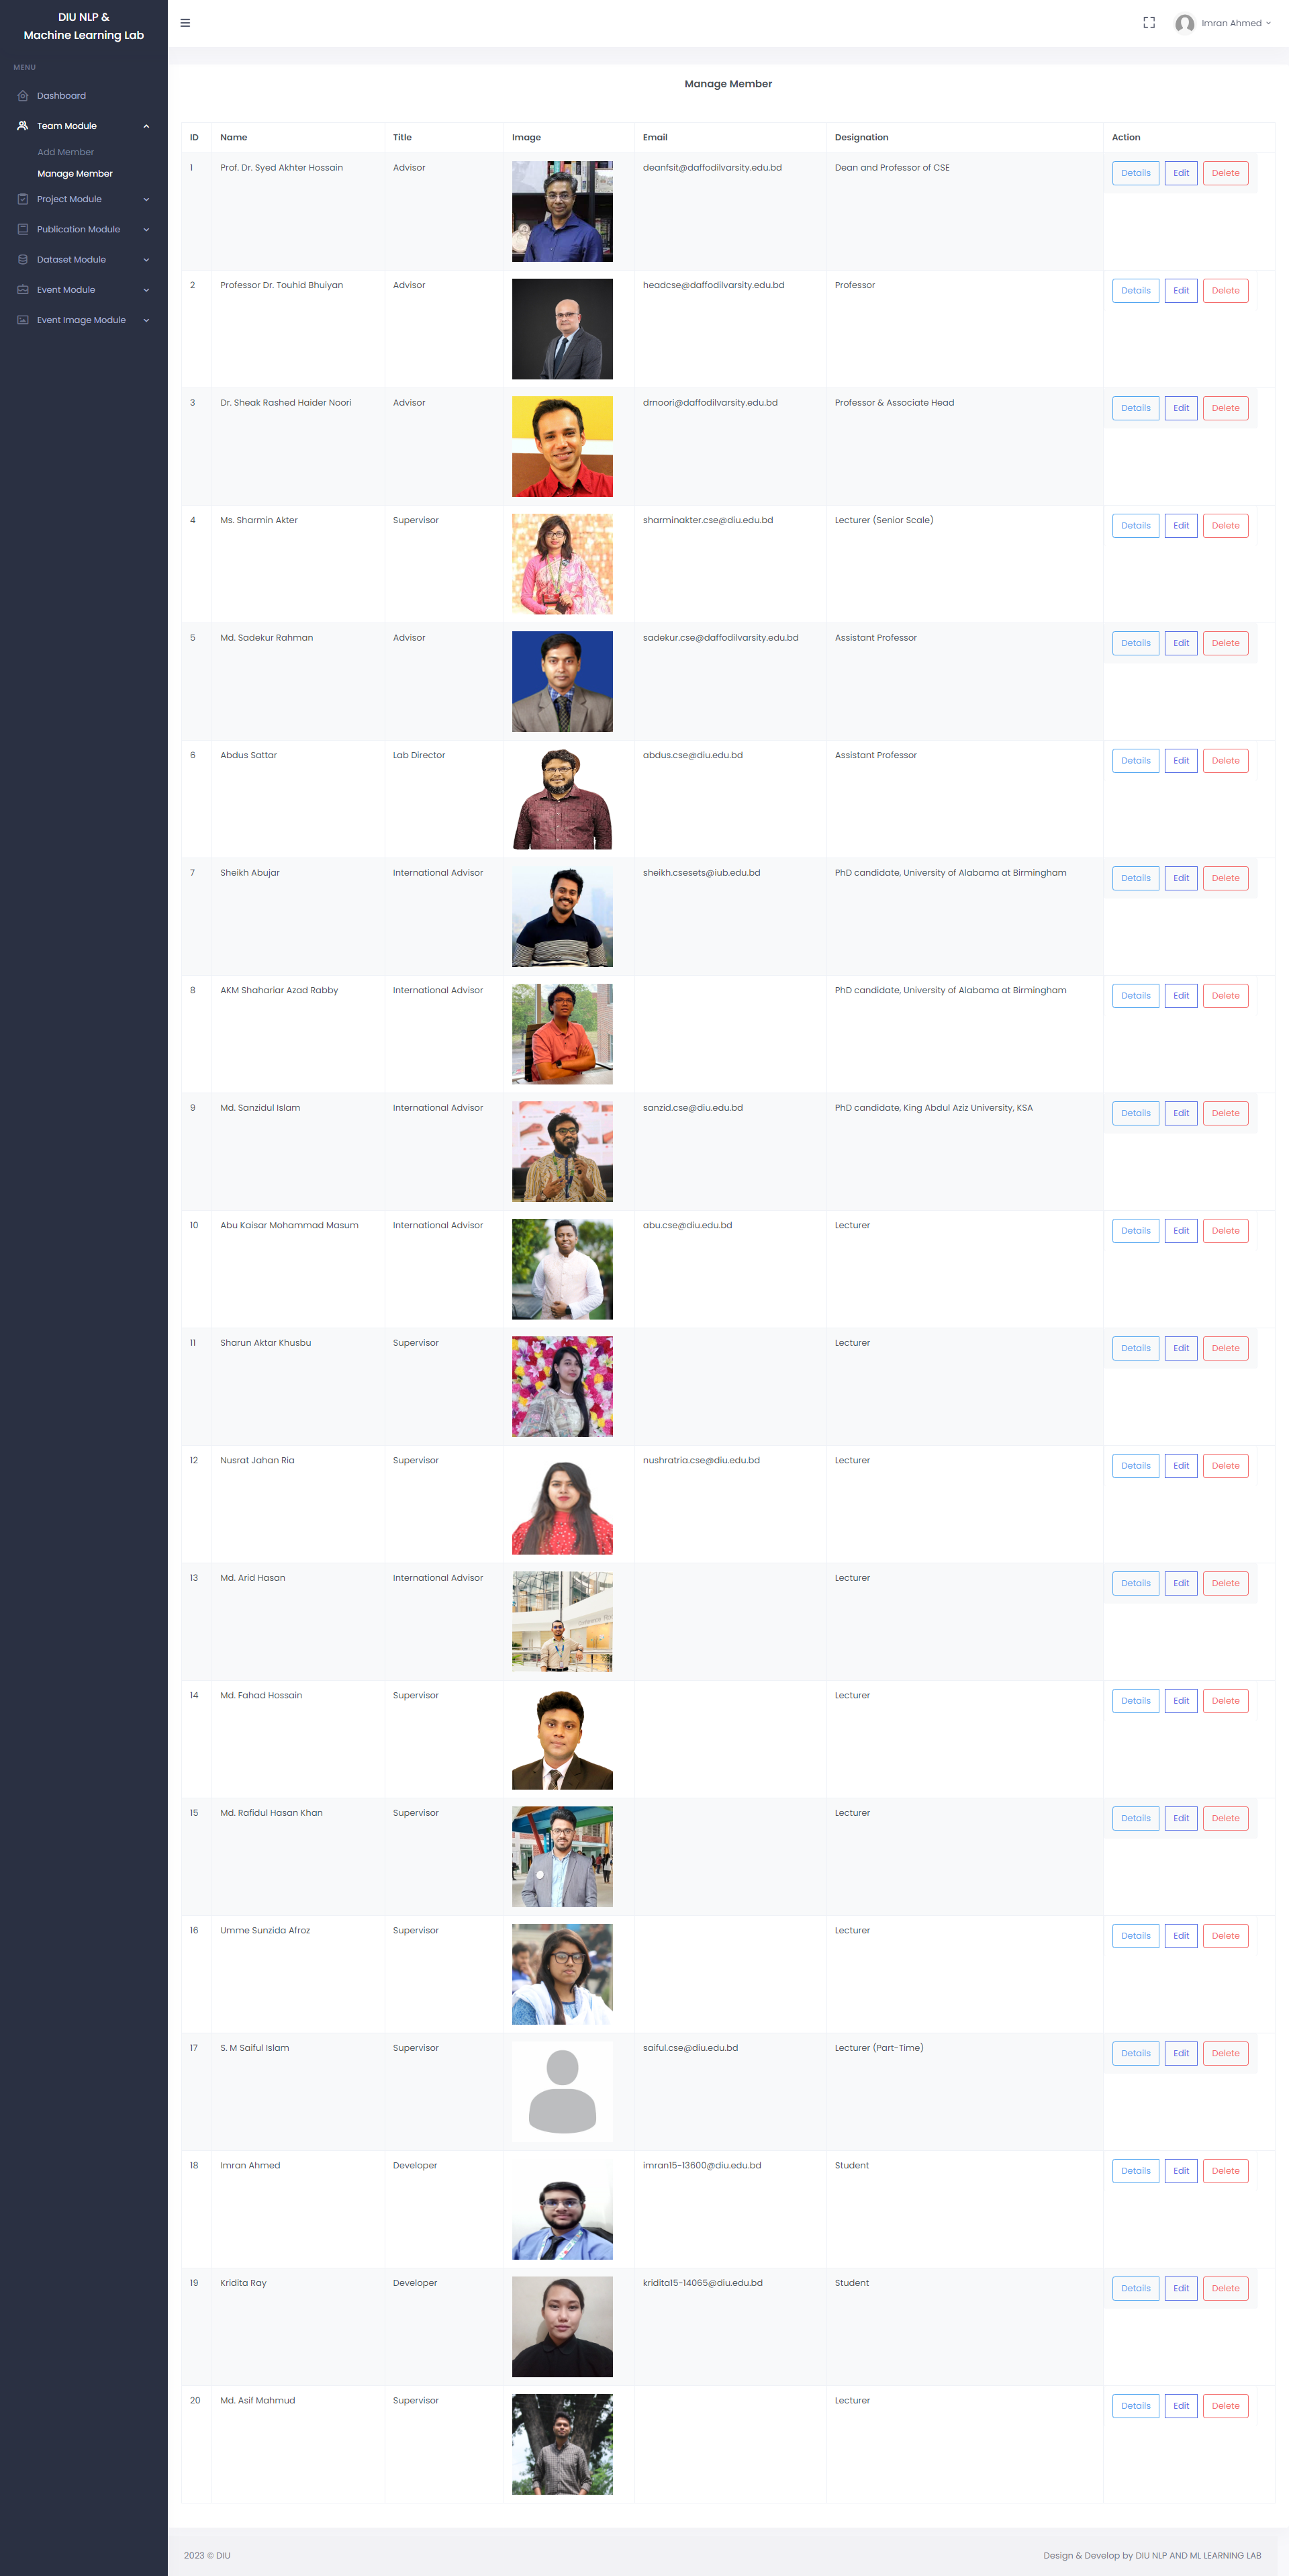 DIU NLP &
Machine Learning Lab
Imran Ahmed
MENU
Dashboard
Team Module
Add Member
Manage Member
Project Module
Publication Module
Dataset Module
Event Module
Event Image Module
Manage Member
ID Name Title Image Email Designation Action
1 Prof. Dr. Syed Akhter Hossain Advisor deanfsit@daffodilvarsity.edu.bd Dean and Professor of CSE Details Edit Delete
2 Professor Dr. Touhid Bhuiyan Advisor headcse@daffodilvarsity.edu.bd Professor Details Edit Delete
3 Dr. Sheak Rashed Haider Noori Advisor drnoori@daffodilvarsity.edu.bd Professor & Associate Head Details Edit Delete
4 Ms. Sharmin Akter Supervisor sharminakter.cse@diu.edu.bd Lecturer (Senior Scale) Details Edit Delete
5 Md. Sadekur Rahman Advisor sadekur.cse@daffodilvarsity.edu.bd Assistant Professor Details Edit Delete
6 Abdus Sattar Lab Director abdus.cse@diu.edu.bd Assistant Professor Details Edit Delete
7 Sheikh Abujar International Advisor sheikh.csesets@iub.edu.bd PhD candidate, University of Alabama at Birmingham Details Edit Delete
8 AKM Shahariar Azad Rabby International Advisor PhD candidate, University of Alabama at Birmingham Details Edit Delete
9 Md. Sanzidul Islam International Advisor sanzid.cse@diu.edu.bd PhD candidate, King Abdul Aziz University, KSA Details Edit Delete
10 Abu Kaisar Mohammad Masum International Advisor abu.cse@diu.edu.bd Lecturer Details Edit Delete
11 Sharun Aktar Khusbu Supervisor Lecturer Details Edit Delete
12 Nusrat Jahan Ria Supervisor nushratria.cse@diu.edu.bd Lecturer Details Edit Delete
13 Md. Arid Hasan International Advisor Lecturer Details Edit Delete
14 Md. Fahad Hossain Supervisor Lecturer Details Edit Delete
15 Md. Rafidul Hasan Khan Supervisor Lecturer Details Edit Delete
16 Umme Sunzida Afroz Supervisor Lecturer Details Edit Delete
17 S. M Saiful Islam Supervisor saiful.cse@diu.edu.bd Lecturer (Part-Time) Details Edit Delete
18 Imran Ahmed Developer imran15-13600@diu.edu.bd Student Details Edit Delete
19 Kridita Ray Developer kridita15-14065@diu.edu.bd Student Details Edit Delete
20 Md. Asif Mahmud Supervisor Lecturer Details Edit Delete
2023 © DIU
Design & Develop by DIU NLP AND ML LEARNING LAB